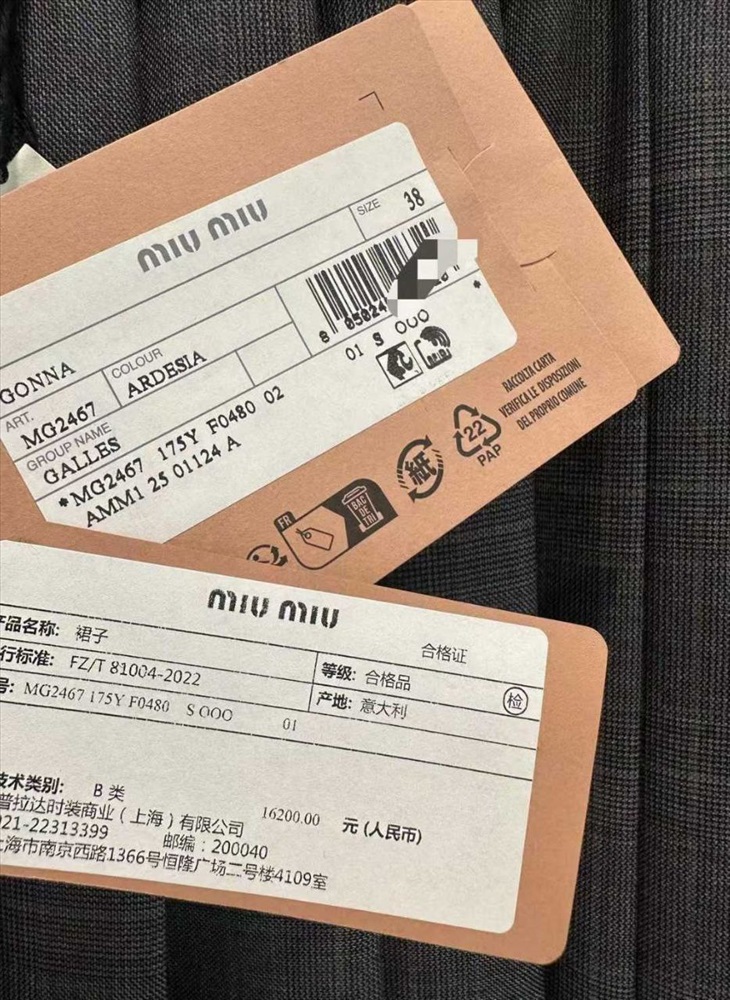 MIU MIU
SIZE 38
GONNA
COLOUR
ARDESIA
ART.
MG2467
01 S OOO
*
GROUP NAME
GALLES
*MG2467 175Y F0480 02
AMM1 25 01124 A
RACCOLTA CARTA
VERIFICA LE DISPOSIZIONI
DEL PROPRIO COMUNE
22
PAP
紙
FR
BAC
DE
TRI
MIU MIU
合格证
品名称: 裙子
行标准: FZ/T 81004-2022
等级: 合格品
号: MG2467 175Y F0480 S OOO 01
产地: 意大利
检
技术类别: B 类
普拉达时装商业(上海)有限公司
16200.00 元(人民币)
021-22313399 邮编:200040
上海市南京西路1366号恒隆广场二号楼4109室